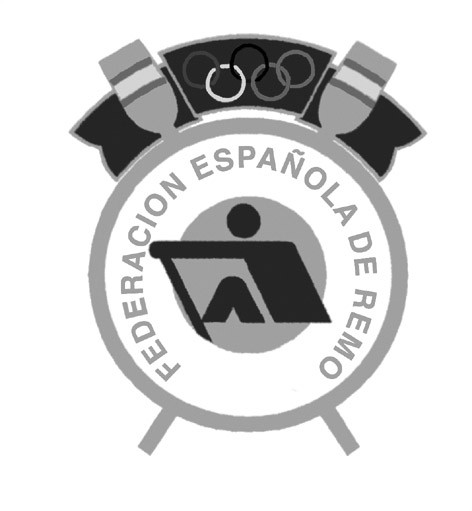 FEDERACION ESPAÑOLA DE REMO